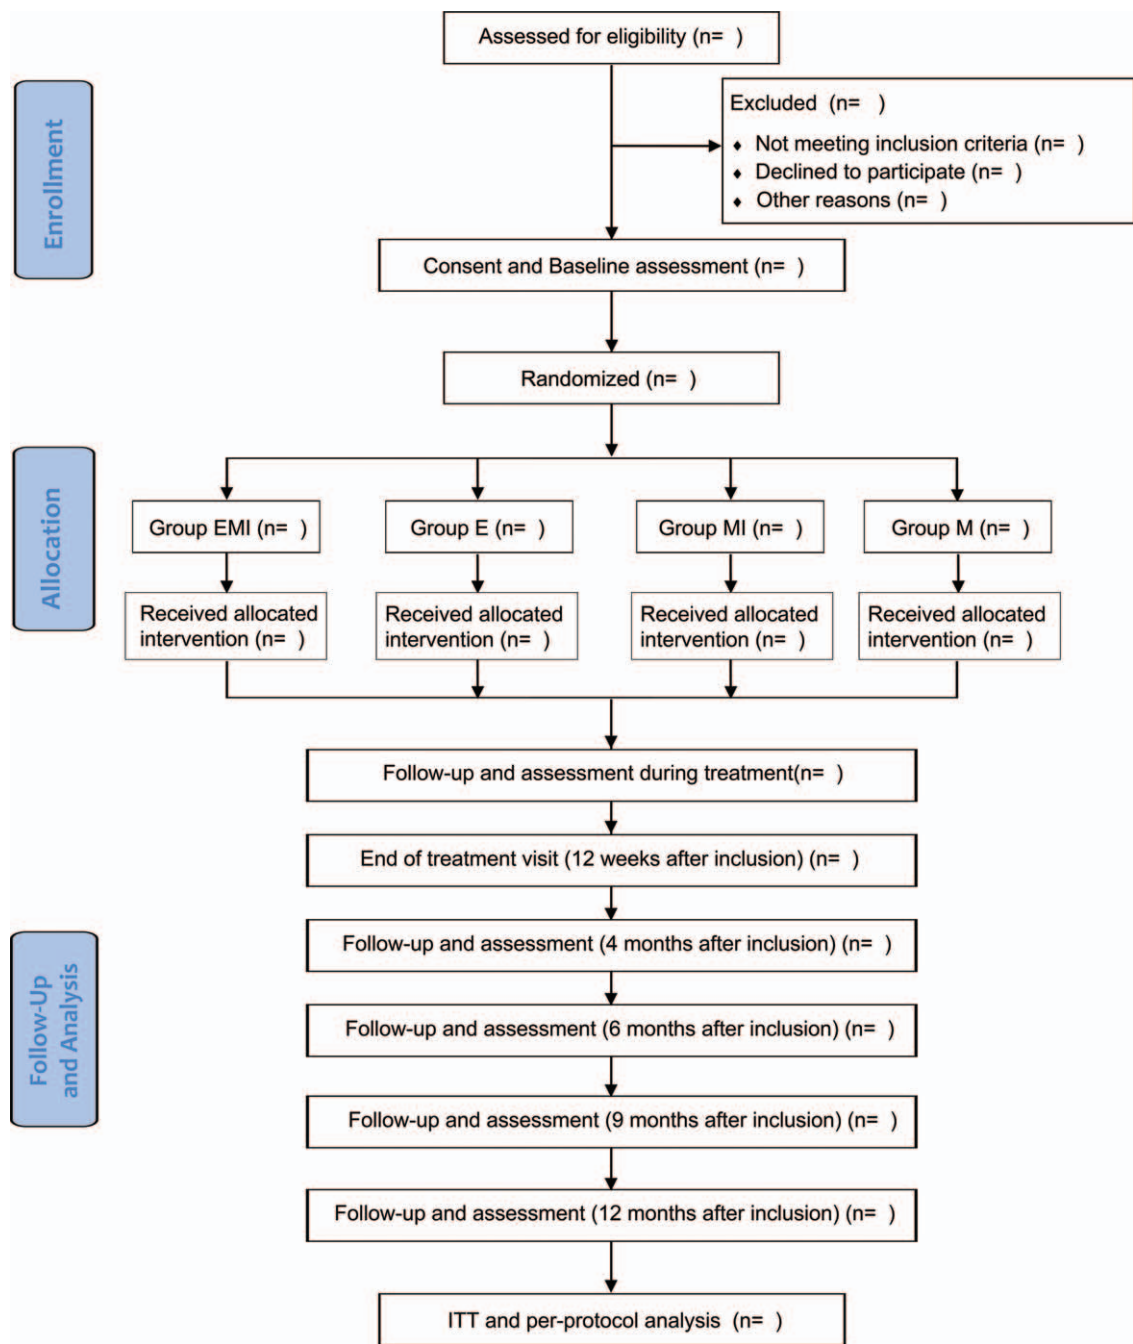 Assessed for eligibility (n=  )
Enrollment
Excluded  (n=  )
♦ Not meeting inclusion criteria (n=  )
♦ Declined to participate (n=  )
♦ Other reasons (n=  )
Consent and Baseline assessment (n=  )
Randomized (n=  )
Allocation
Group EMI (n=  )
Group E (n=  )
Group MI (n=  )
Group M (n=  )
Received allocated
intervention (n=  )
Received allocated
intervention (n=  )
Received allocated
intervention (n=  )
Received allocated
intervention (n=  )
Follow-up and assessment during treatment(n=  )
End of treatment visit (12 weeks after inclusion) (n=  )
Follow-Up
and Analysis
Follow-up and assessment (4 months after inclusion) (n=  )
Follow-up and assessment (6 months after inclusion) (n=  )
Follow-up and assessment (9 months after inclusion) (n=  )
Follow-up and assessment (12 months after inclusion) (n=  )
ITT and per-protocol analysis  (n=  )